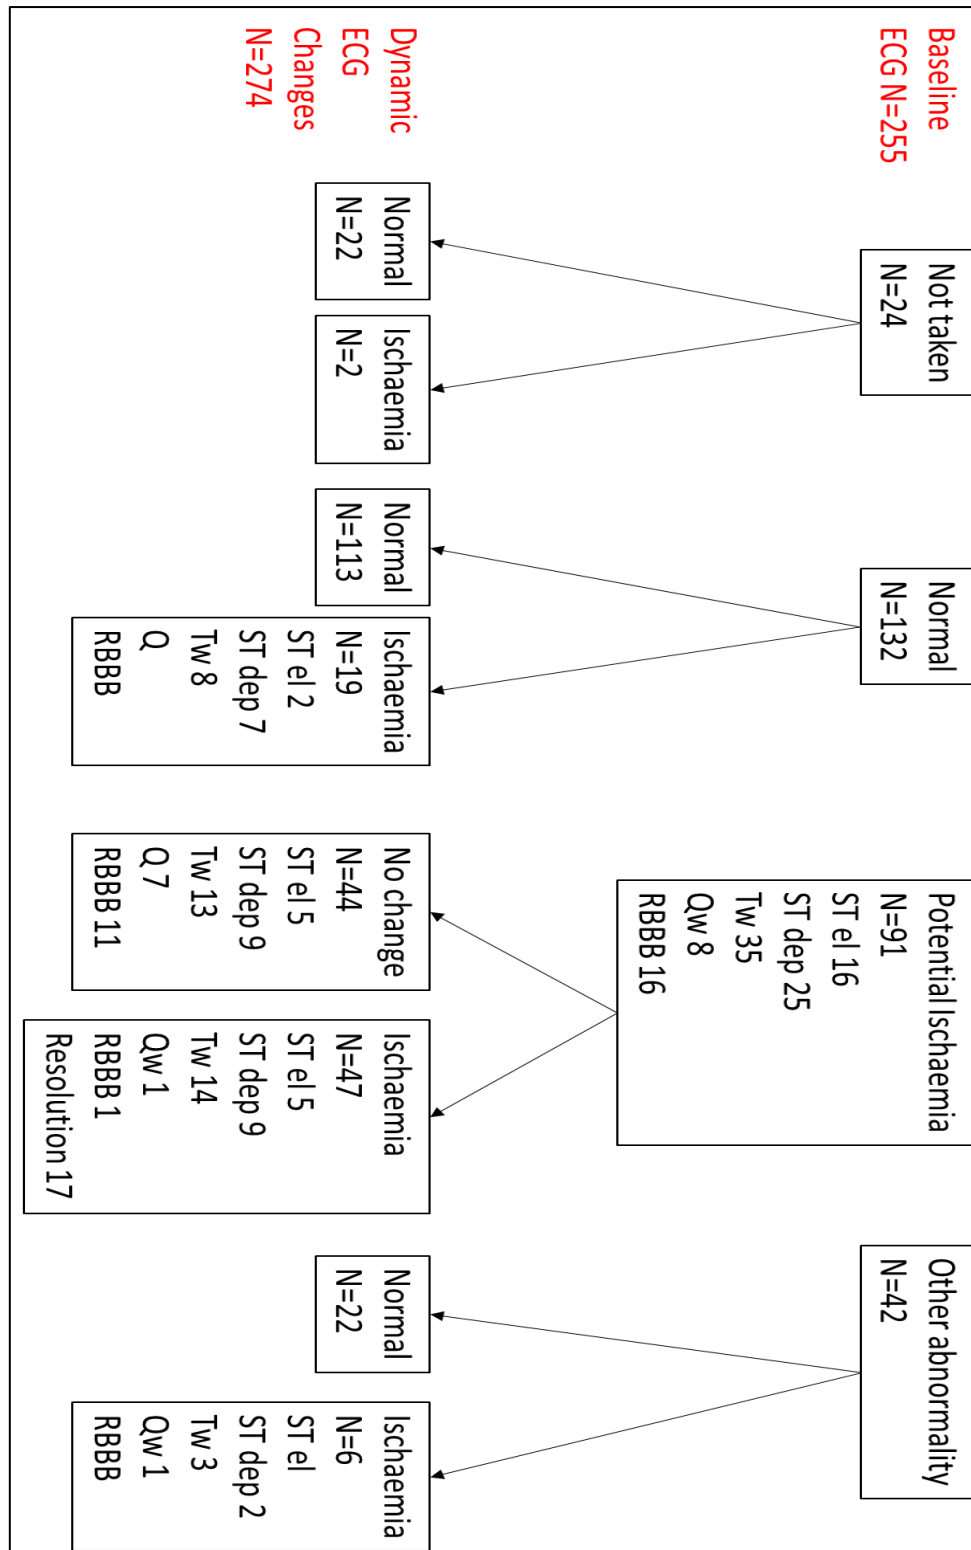 Baseline
ECG N=255
Not taken
N=24
Normal
N=132
Potential Ischaemia
N=91
ST el 16
ST dep 25
Tw 35
Qw 8
RBBB 16
Other abnormality
N=42
Dynamic
ECG
Changes
N=274
Normal
N=22
Ischaemia
N=2
Normal
N=113
Ischaemia
N=19
ST el 2
ST dep 7
Tw 8
Q
RBBB
No change
N=44
ST el 5
ST dep 9
Tw 13
Q 7
RBBB 11
Ischaemia
N=47
ST el 5
ST dep 9
Tw 14
Qw 1
RBBB 1
Resolution 17
Normal
N=22
Ischaemia
N=6
ST el
ST dep 2
Tw 3
Qw 1
RBBB